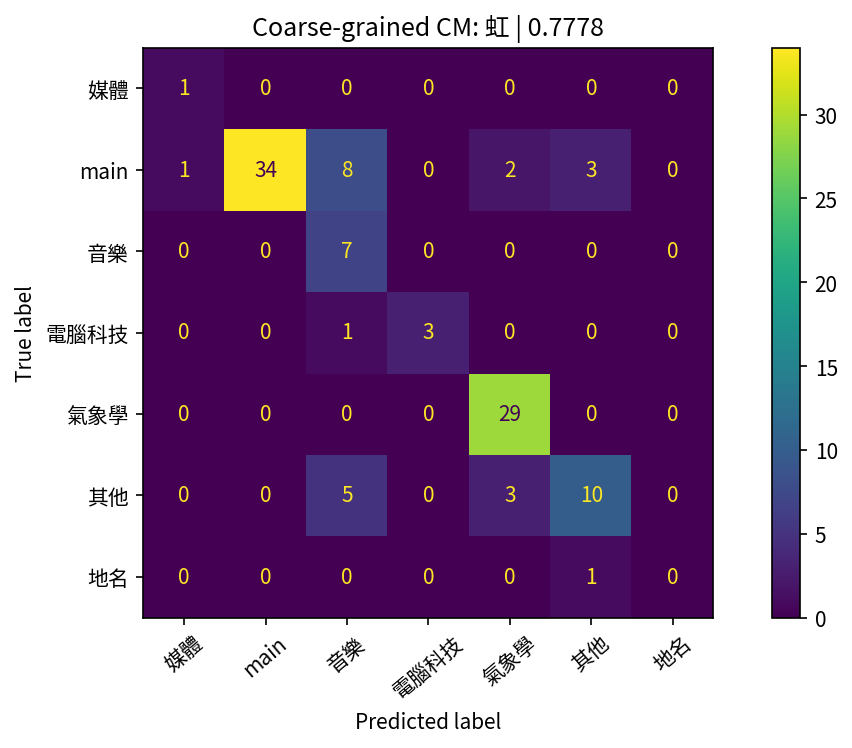 Coarse-grained CM: 虹 | 0.7778
媒體 1 0 0 0 0 0 0
main 1 34 8 0 2 3 0
音樂 0 0 7 0 0 0 0
電腦科技 0 0 1 3 0 0 0
氣象學 0 0 0 0 29 0 0
其他 0 0 5 0 3 10 0
地名 0 0 0 0 0 1 0
媒體 main 音樂 電腦科技 氣象學 其他 地名
Predicted label
True label
30
25
20
15
10
5
0